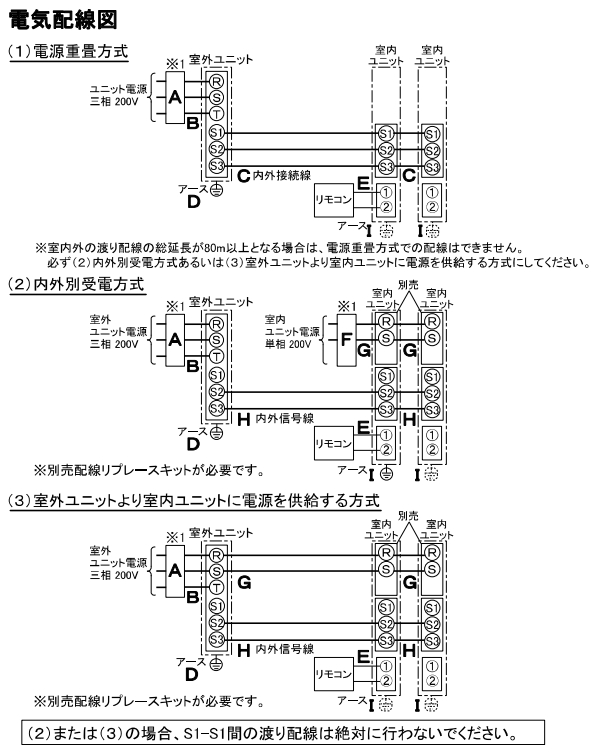 電気配線図
(1)電源重畳方式
※1 室外ユニット
室内
ユニット
室内
ユニット
ユニット電源
三相 200V
A
B
R
S
T
S1
S2
S3
S1
S2
S3
S1
S2
S3
C 内外接続線
C
アース
D
E
リモコン
①
②
①
②
アース
I
I
※室内外の渡り配線の総延長が80m以上となる場合は、電源重畳方式での配線はできません。
必ず(2)内外別受電方式あるいは(3)室外ユニットより室内ユニットに電源を供給する方式にしてください。
(2)内外別受電方式
※1 室外ユニット
※1
室内
ユニット
別売
室内
ユニット
室外
ユニット電源
三相 200V
A
B
R
S
T
S1
S2
S3
室内
ユニット電源
単相 200V
F
G
G
R
S
R
S
S1
S2
S3
S1
S2
S3
H 内外信号線
H
アース
D
E
リモコン
①
②
①
②
アース
I
I
※別売配線リプレースキットが必要です。
(3)室外ユニットより室内ユニットに電源を供給する方式
※1 室外ユニット
室内
ユニット
別売
室内
ユニット
室外
ユニット電源
三相 200V
A
B
R
S
T
S1
S2
S3
G
G
R
S
R
S
S1
S2
S3
S1
S2
S3
H 内外信号線
H
アース
D
E
リモコン
①
②
①
②
アース
I
I
※別売配線リプレースキットが必要です。
(2)または(3)の場合、S1-S1間の渡り配線は絶対に行わないでください。